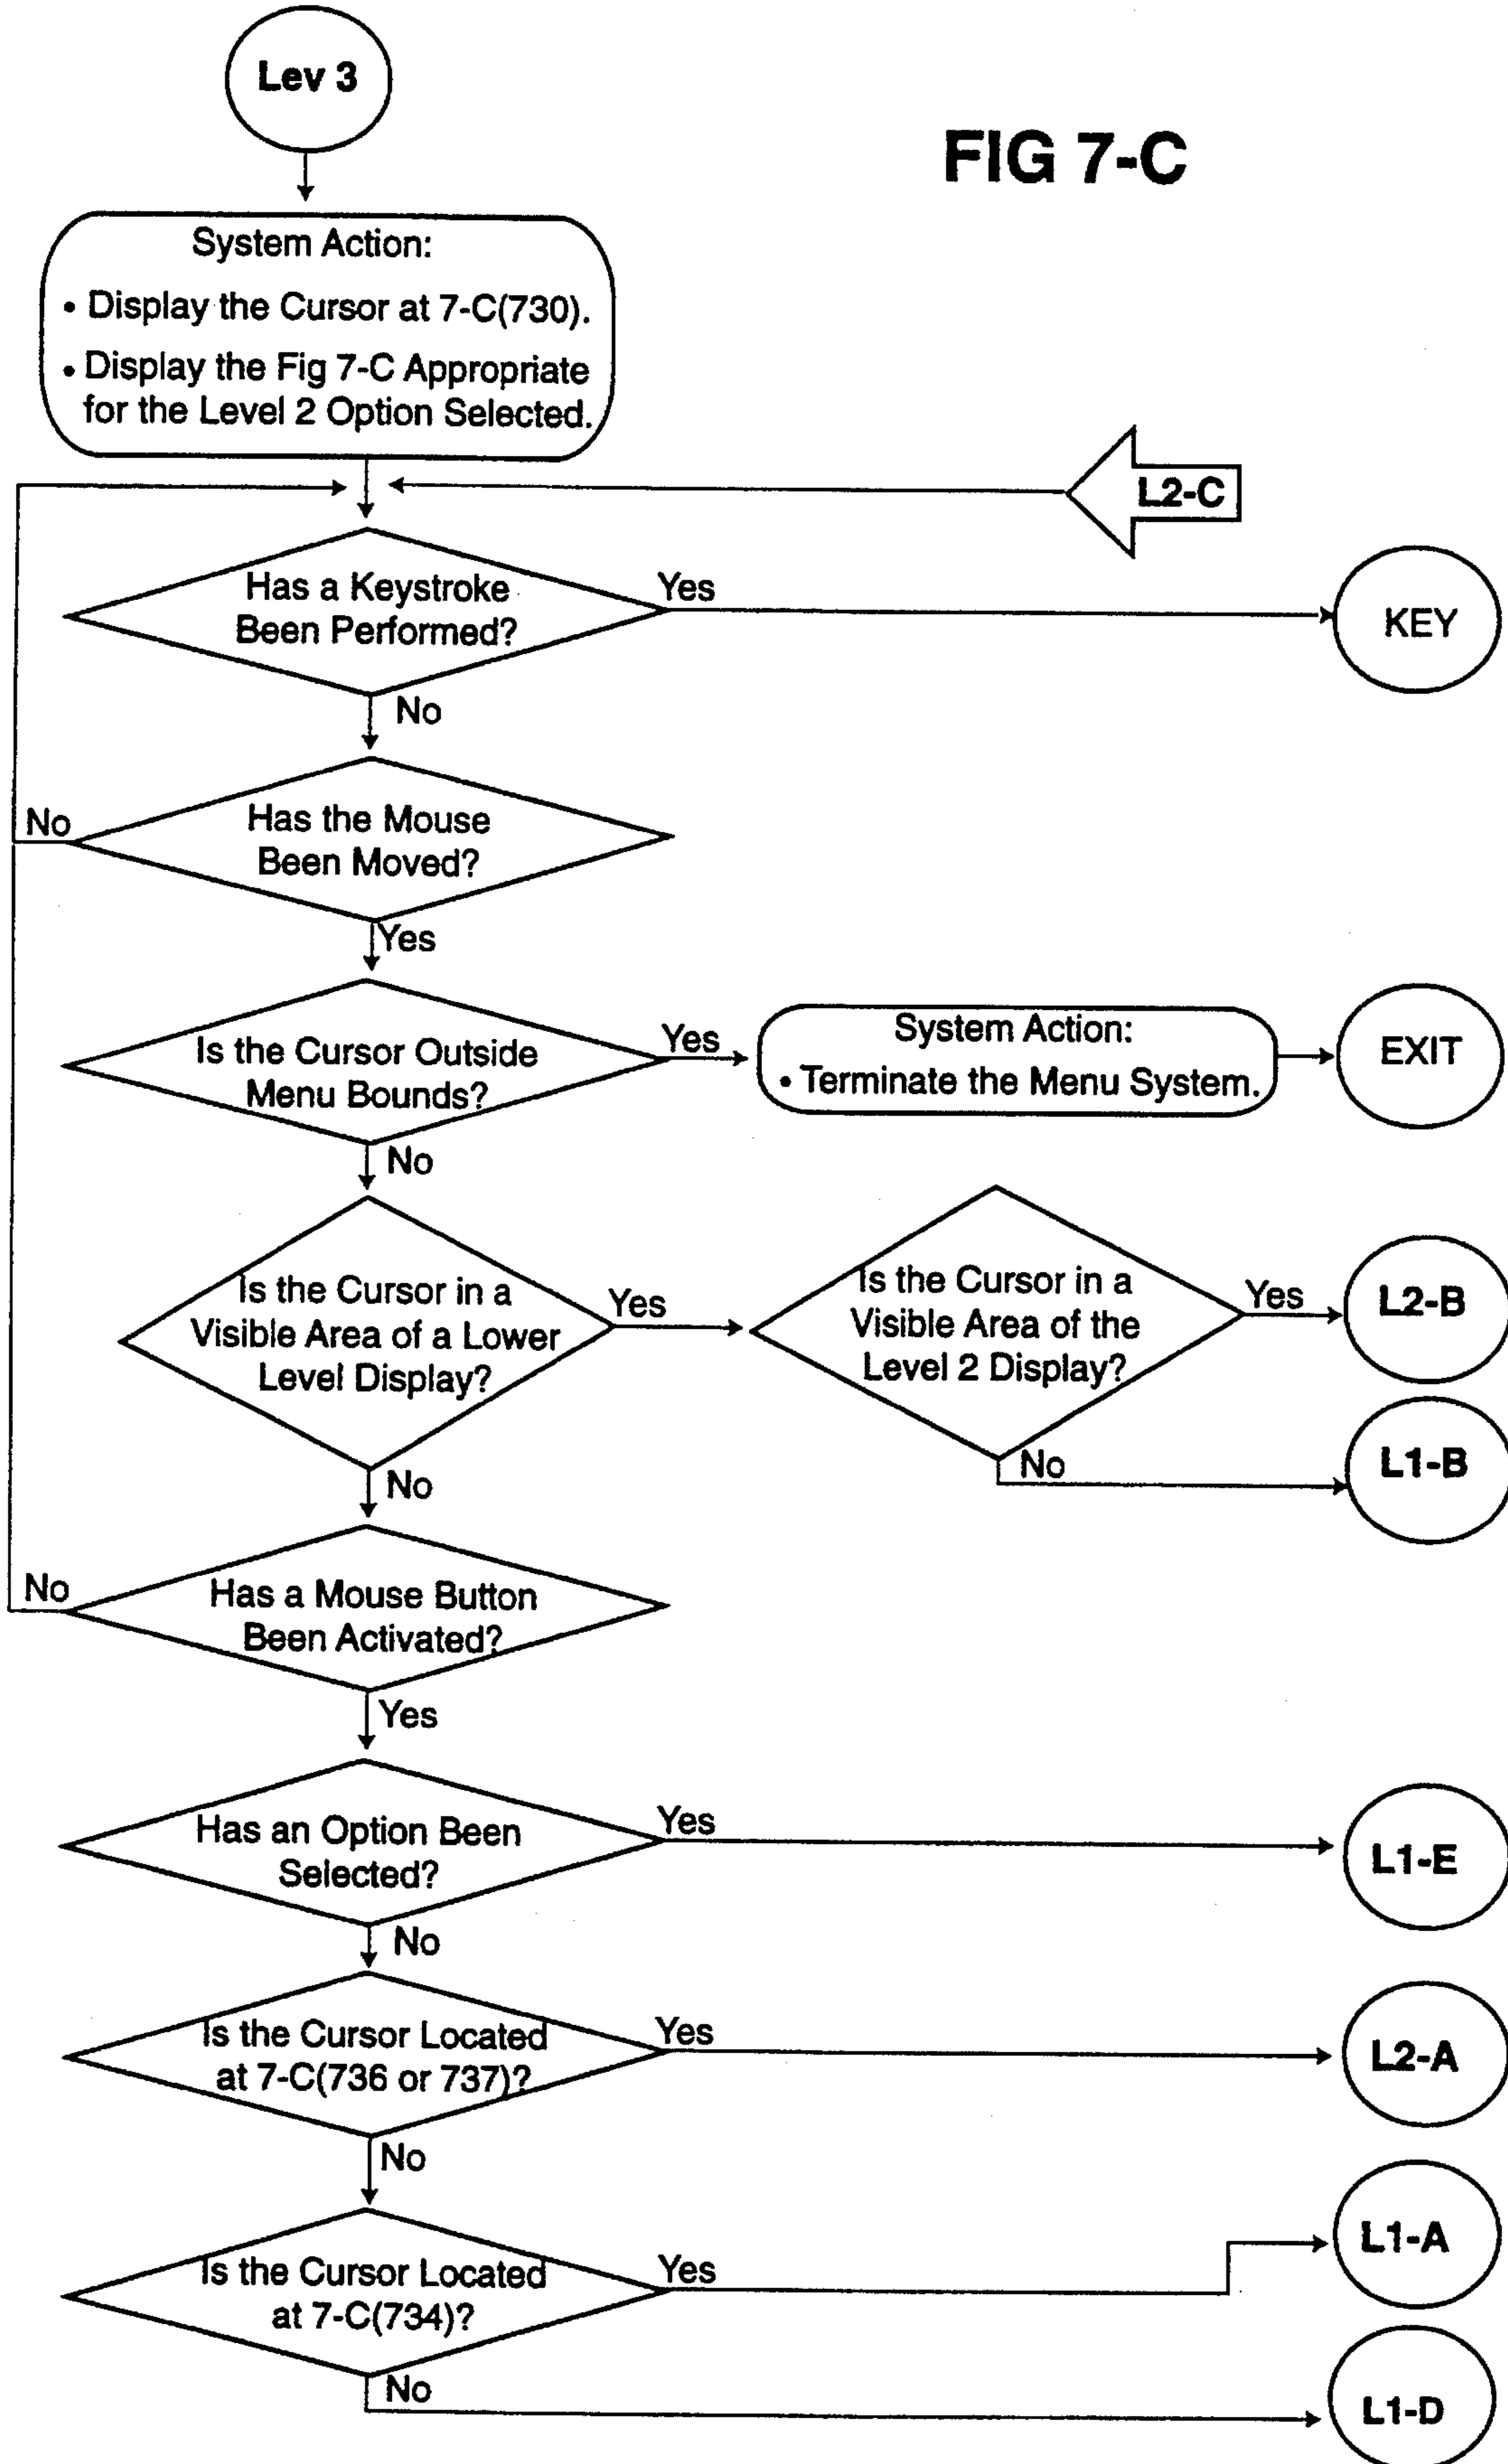 Lev 3
FIG 7-C
System Action:
• Display the Cursor at 7-C(730).
• Display the Fig 7-C Appropriate
for the Level 2 Option Selected.
L2-C
Has a Keystroke
Been Performed?
Yes
KEY
No
Has the Mouse
Been Moved?
No
Yes
Is the Cursor Outside
Menu Bounds?
Yes
System Action:
• Terminate the Menu System.
EXIT
No
Is the Cursor in a
Visible Area of a Lower
Level Display?
Yes
Is the Cursor in a
Visible Area of the
Level 2 Display?
Yes
L2-B
No
L1-B
No
Has a Mouse Button
Been Activated?
No
Yes
Has an Option Been
Selected?
Yes
L1-E
No
Is the Cursor Located
at 7-C(736 or 737)?
Yes
L2-A
No
Is the Cursor Located
at 7-C(734)?
Yes
L1-A
No
L1-D